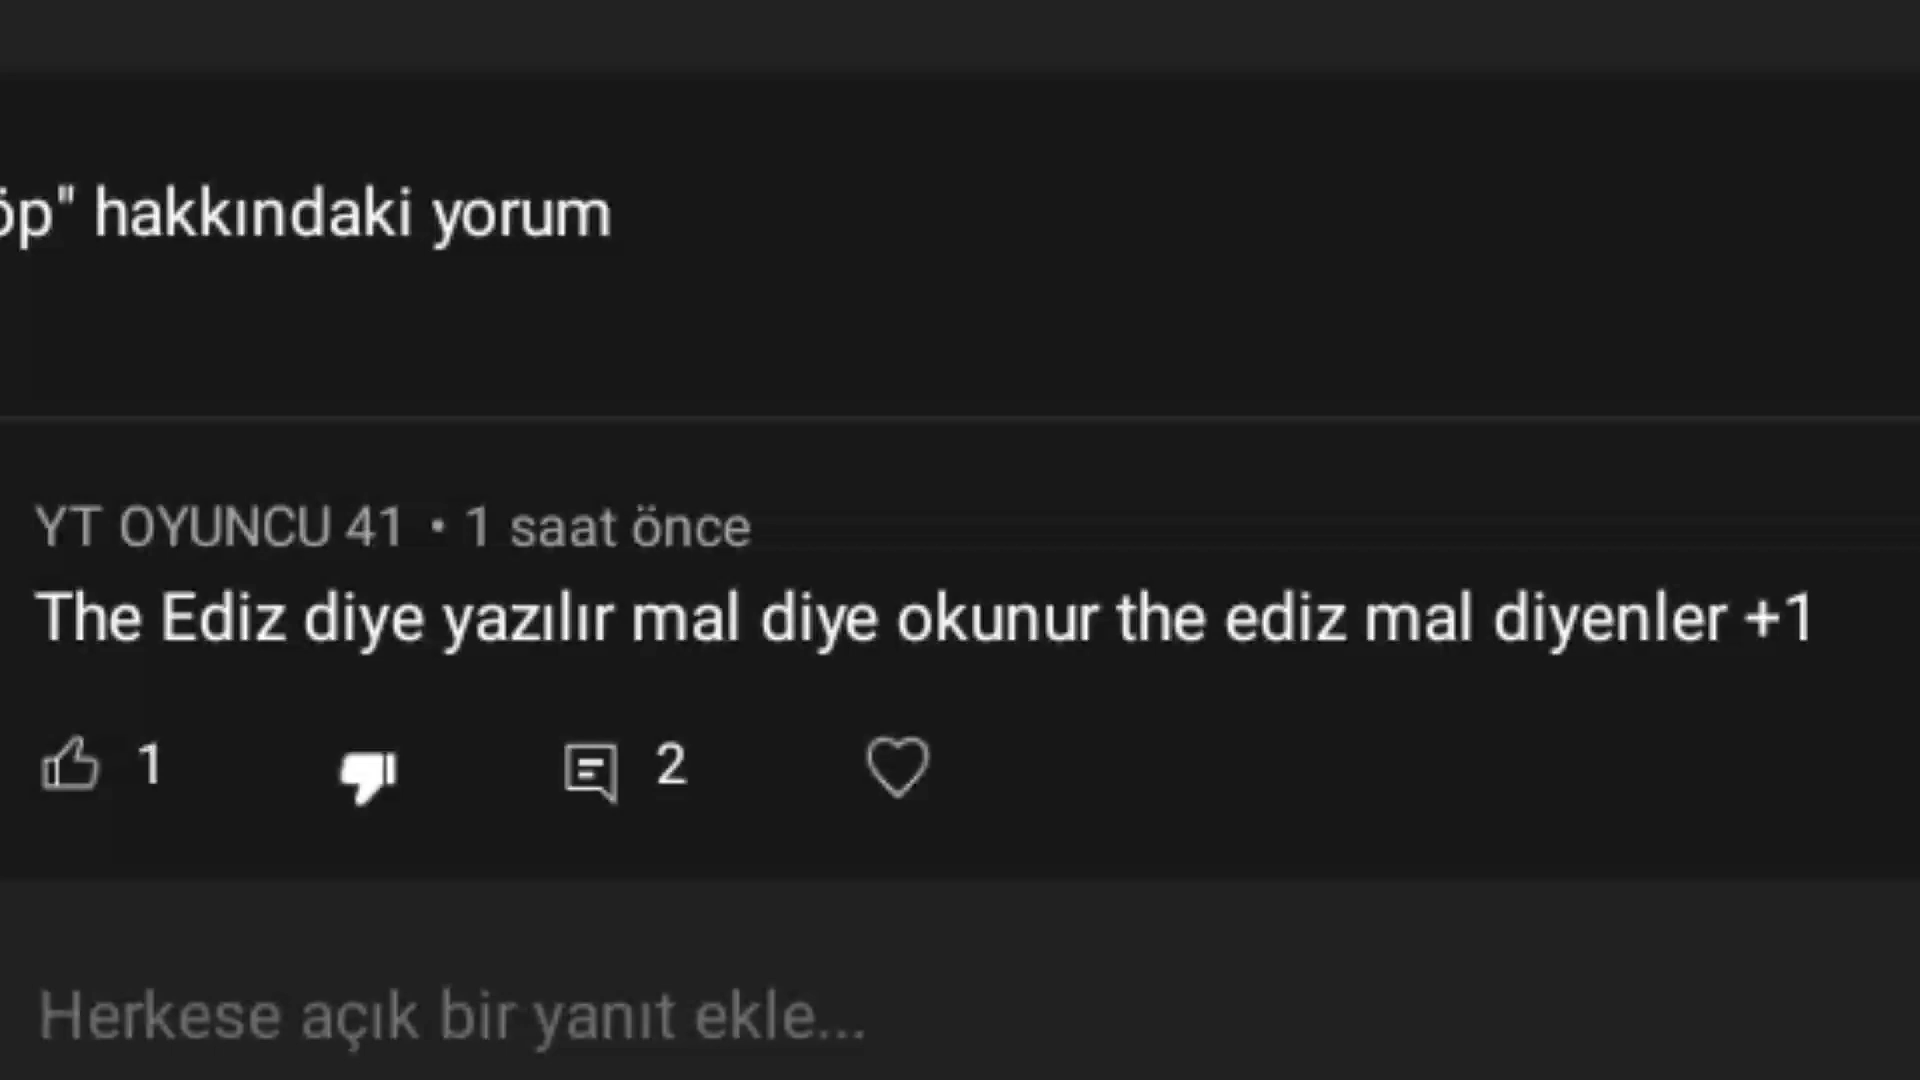 hakkındaki yorum
YT OYUNCU 41 • 1 saat önce
The Ediz diye yazılır mal diye okunur the ediz mal diyenler +1
1
2
Herkese açık bir yanıt ekle...